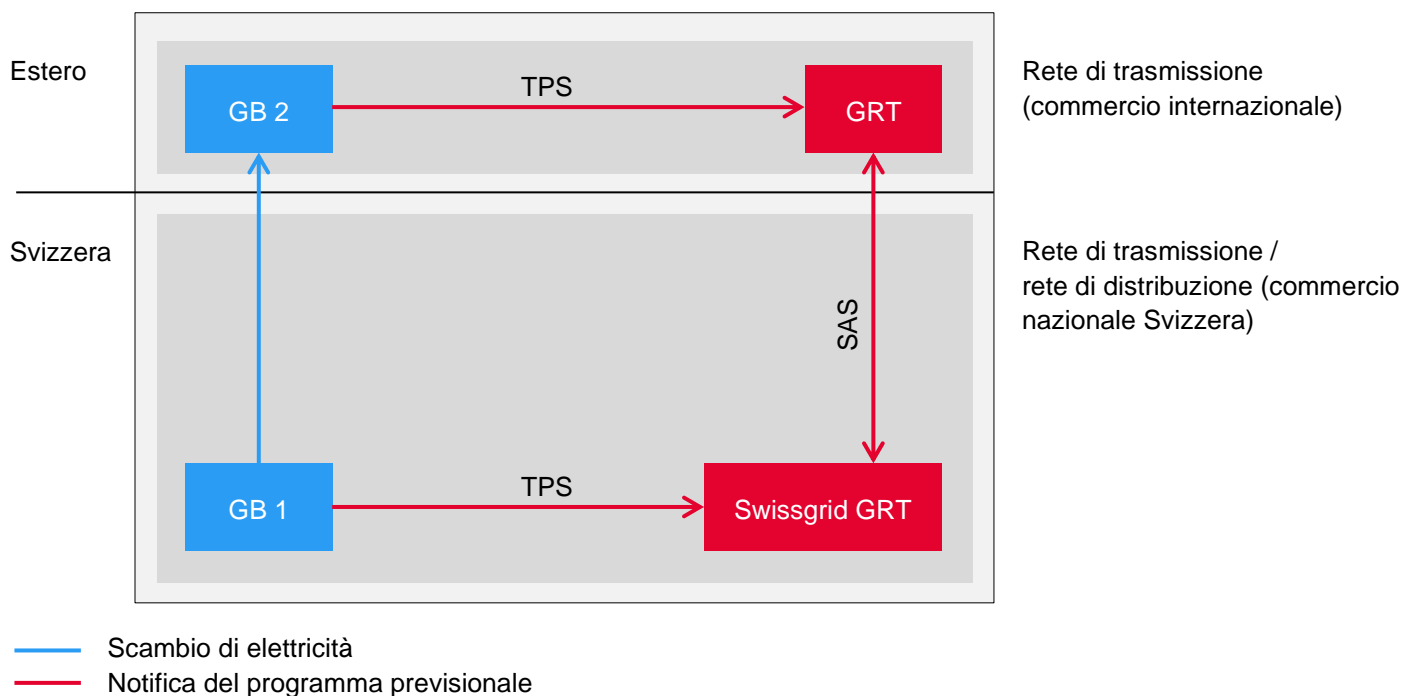 Estero
GB 2
TPS
GRT
Rete di trasmissione
(commercio internazionale)
Svizzera
SAS
Rete di trasmissione /
rete di distribuzione (commercio
nazionale Svizzera)
GB 1
TPS
Swissgrid GRT
Scambio di elettricità
Notifica del programma previsionale